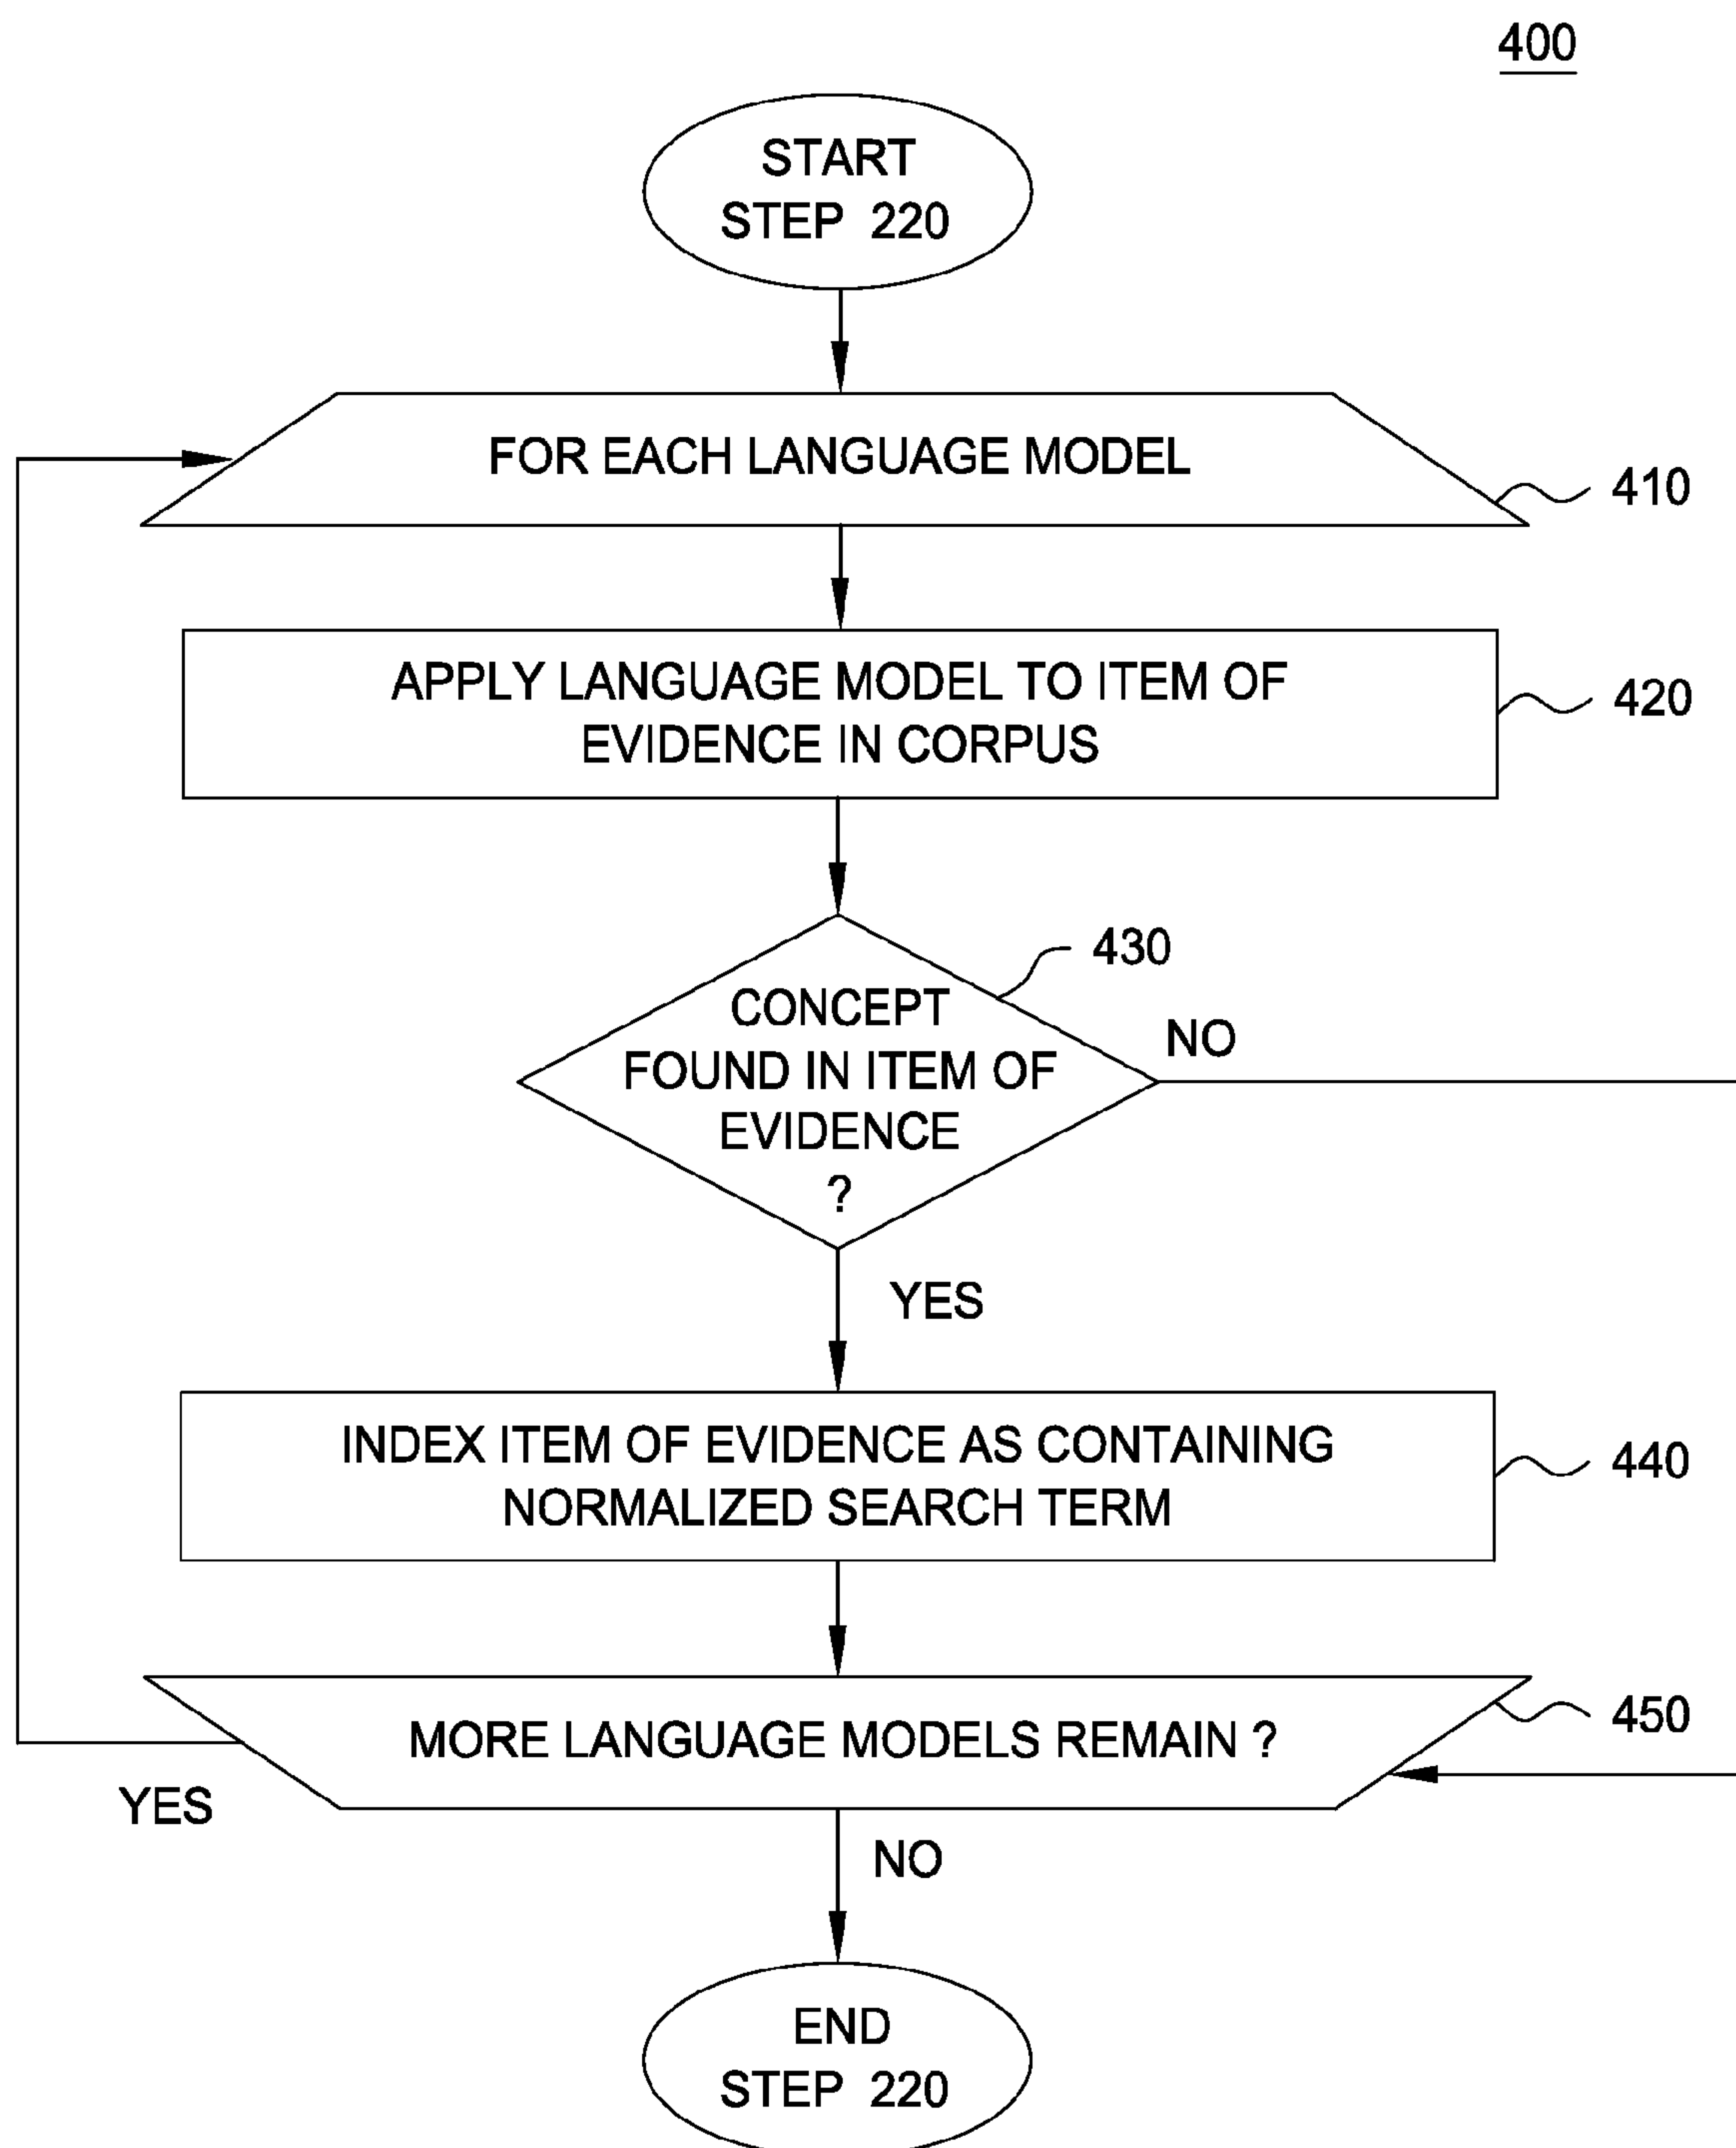 400
START
STEP 220
FOR EACH LANGUAGE MODEL
410
APPLY LANGUAGE MODEL TO ITEM OF
EVIDENCE IN CORPUS
420
430
CONCEPT
FOUND IN ITEM OF
EVIDENCE
?
NO
YES
INDEX ITEM OF EVIDENCE AS CONTAINING
NORMALIZED SEARCH TERM
440
MORE LANGUAGE MODELS REMAIN ?
450
YES
NO
END
STEP 220